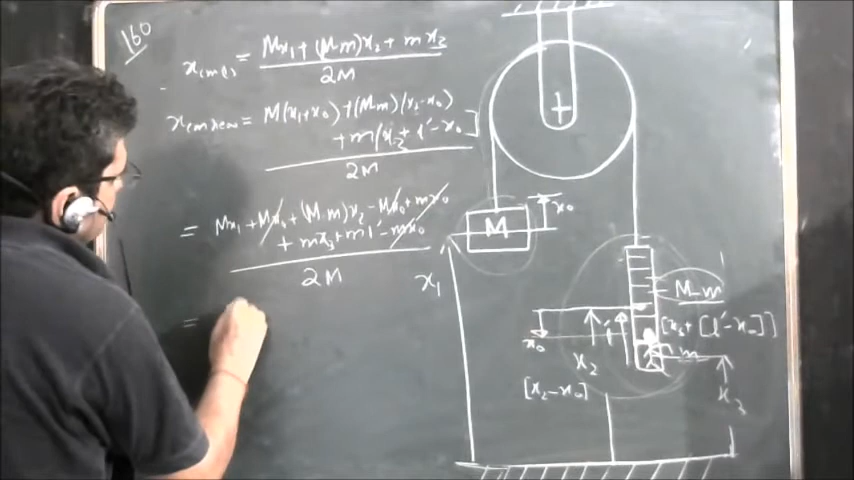 160
x_cm(i) = Mx₁ + (M-m)x₂ + mx₂
2M
x_cm new = M(x₁+x₀) + (M-m)(x₂-x₀)
+ m(x₂ + l' - x₀)]
2M
= Mx₁ + Mx₀ + (M-m)x₂ - Mx₀ + mx₀
+ mx₃ + ml' - mx₀
2M
=
x₀
M
x₁
M-m
[x₃+[l'-x₀]]
x₀
l'
m
x₂
[x₂-x₀]
x₃